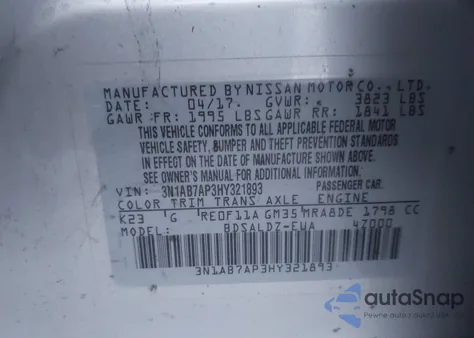 MANUFACTURED BY NISSAN MOTOR CO., LTD.
DATE: 04/17. GVWR: 3823 LBS
GAWR FR: 1995 LBS GAWR RR: 1841 LBS
THIS VEHICLE CONFORMS TO ALL APPLICABLE FEDERAL MOTOR
VEHICLE SAFETY, BUMPER AND THEFT PREVENTION STANDARDS
IN EFFECT ON THE DATE OF MANUFACTURE SHOWN ABOVE.
SEE OWNER'S MANUAL FOR ADDITIONAL INFORMATION.
VIN: 3N1AB7AP3HY321893 PASSENGER CAR
COLOR TRIM TRANS AXLE ENGINE
K23 G RE0F11A GM35 MRA8DE 1798 CC
MODEL BDSALDZ-EUA 4Z000
3N1AB7AP3HY321893
autoSnap